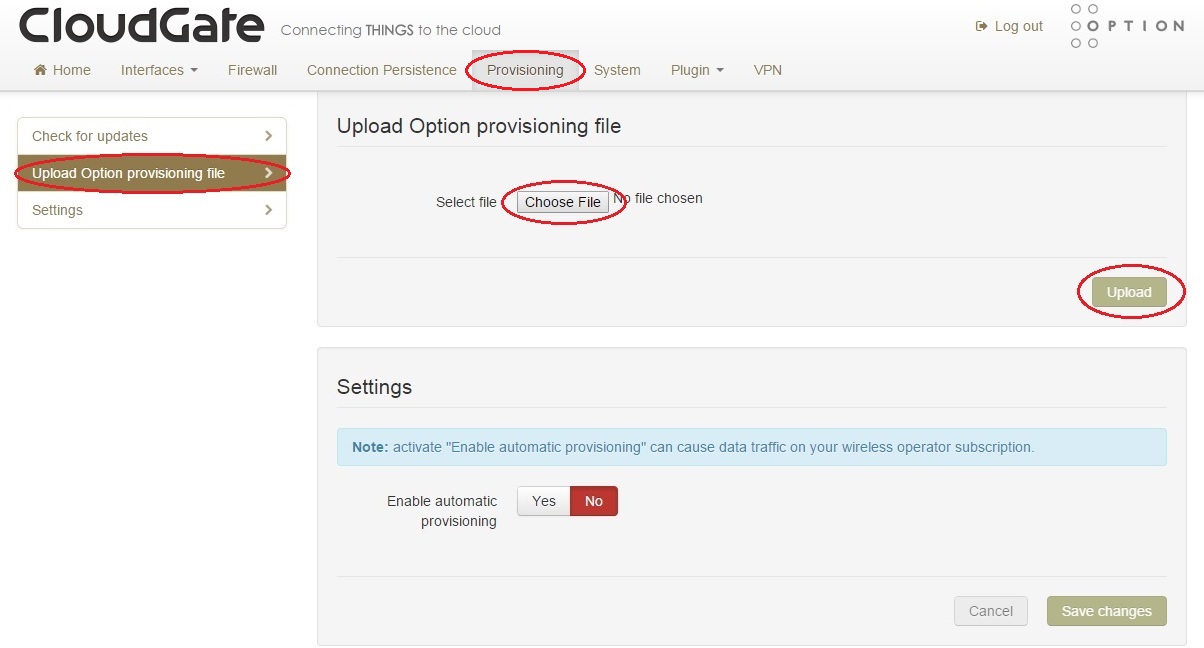 CloudGate Connecting THINGS to the cloud
Log out
OPTION
Home Interfaces Firewall Connection Persistence Provisioning System Plugin VPN
Check for updates
Upload Option provisioning file
Settings
Upload Option provisioning file
Select file Choose File No file chosen
Upload
Settings
Note: activate "Enable automatic provisioning" can cause data traffic on your wireless operator subscription.
Enable automatic
provisioning
Yes No
Cancel Save changes